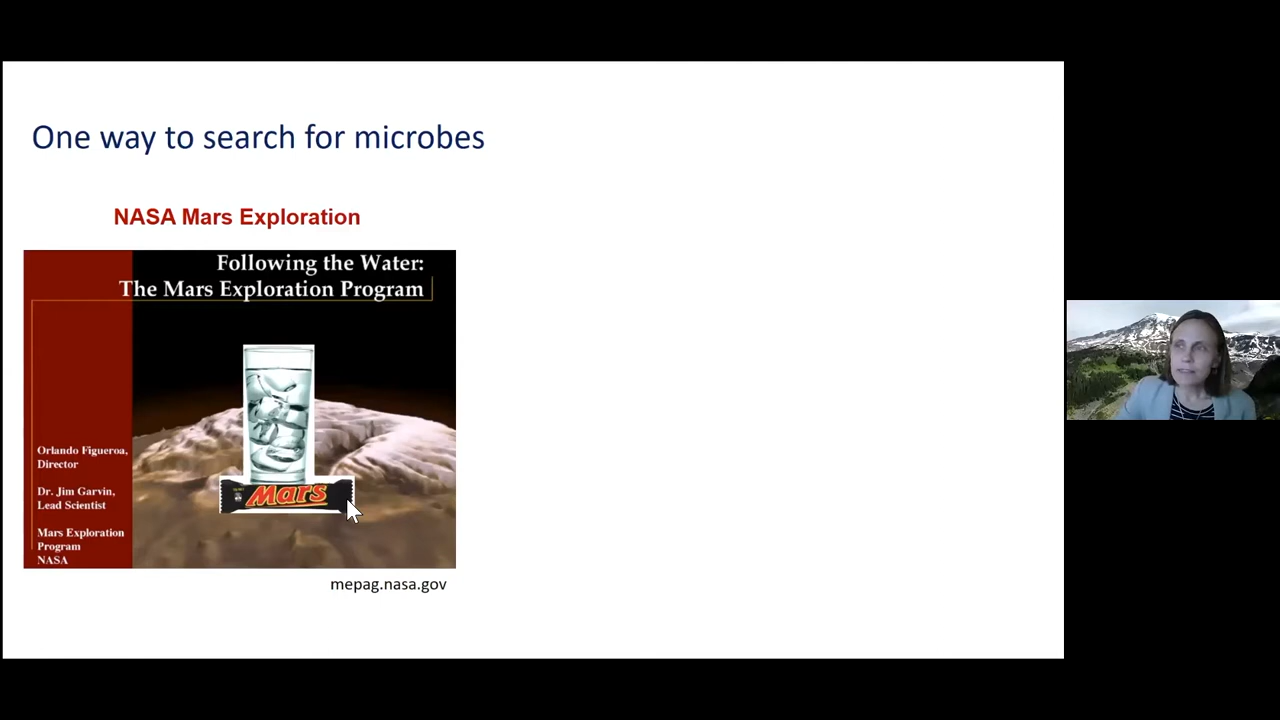 One way to search for microbes
NASA Mars Exploration
Following the Water:
The Mars Exploration Program
Orlando Figueroa,
Director
Dr. Jim Garvin,
Lead Scientist
Mars Exploration
Program
NASA
Mars
mepag.nasa.gov